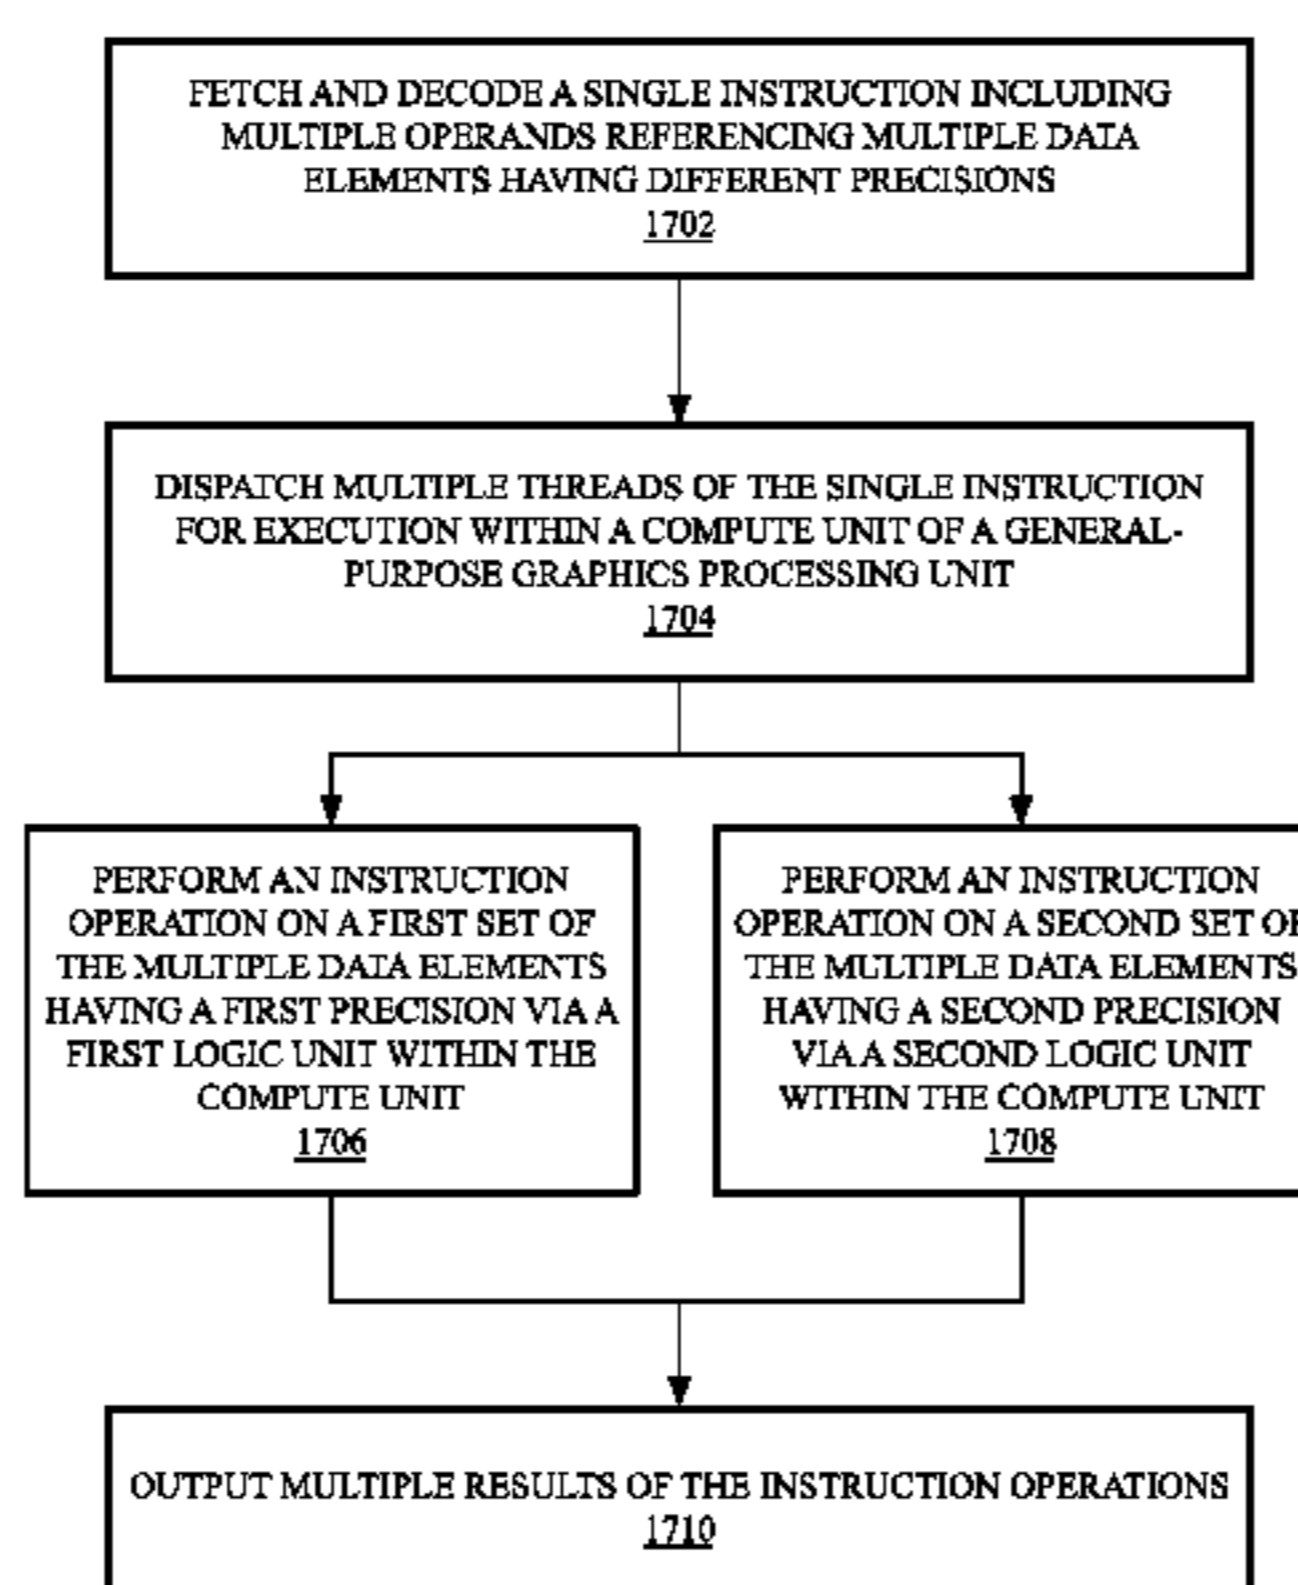 FETCH AND DECODE A SINGLE INSTRUCTION INCLUDING
MULTIPLE OPERANDS REFERENCING MULTIPLE DATA
ELEMENTS HAVING DIFFERENT PRECISIONS
1702
DISPATCH MULTIPLE THREADS OF THE SINGLE INSTRUCTION
FOR EXECUTION WITHIN A COMPUTE UNIT OF A GENERAL-
PURPOSE GRAPHICS PROCESSING UNIT
1704
PERFORM AN INSTRUCTION
OPERATION ON A FIRST SET OF
THE MULTIPLE DATA ELEMENTS
HAVING A FIRST PRECISION VIA A
FIRST LOGIC UNIT WITHIN THE
COMPUTE UNIT
1706
PERFORM AN INSTRUCTION
OPERATION ON A SECOND SET OF
THE MULTIPLE DATA ELEMENTS
HAVING A SECOND PRECISION
VIA A SECOND LOGIC UNIT
WITHIN THE COMPUTE UNIT
1708
OUTPUT MULTIPLE RESULTS OF THE INSTRUCTION OPERATIONS
1710